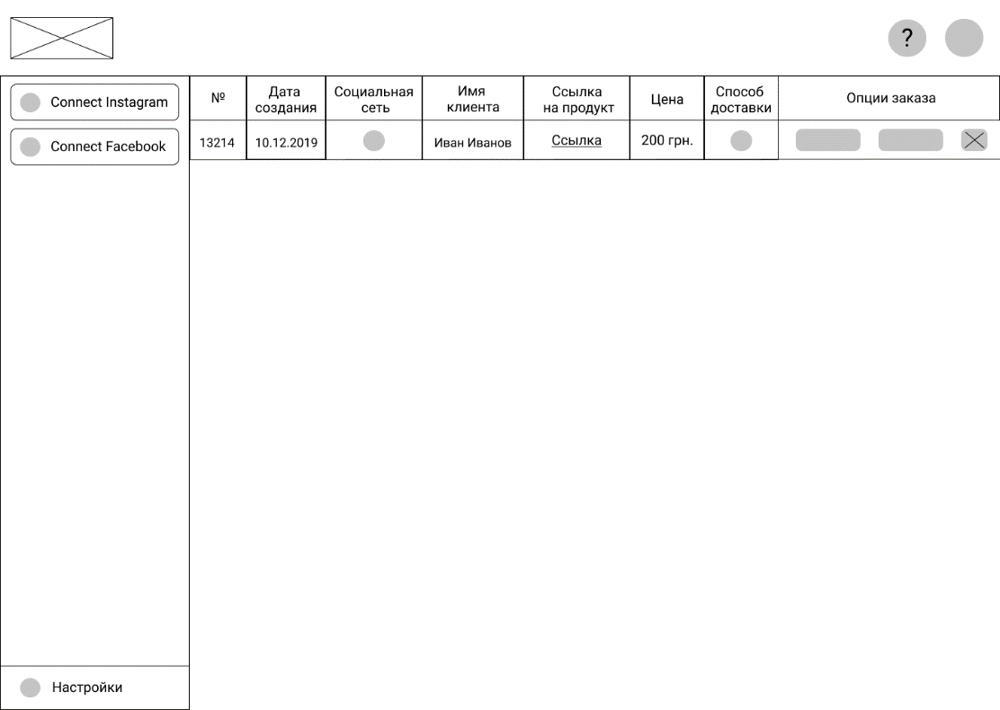 ?
Connect Instagram
Connect Facebook
№
Дата
создания
Социальная
сеть
Имя
клиента
Ссылка
на продукт
Цена
Способ
доставки
Опции заказа
13214
10.12.2019
Иван Иванов
Ссылка
200 грн.
Настройки